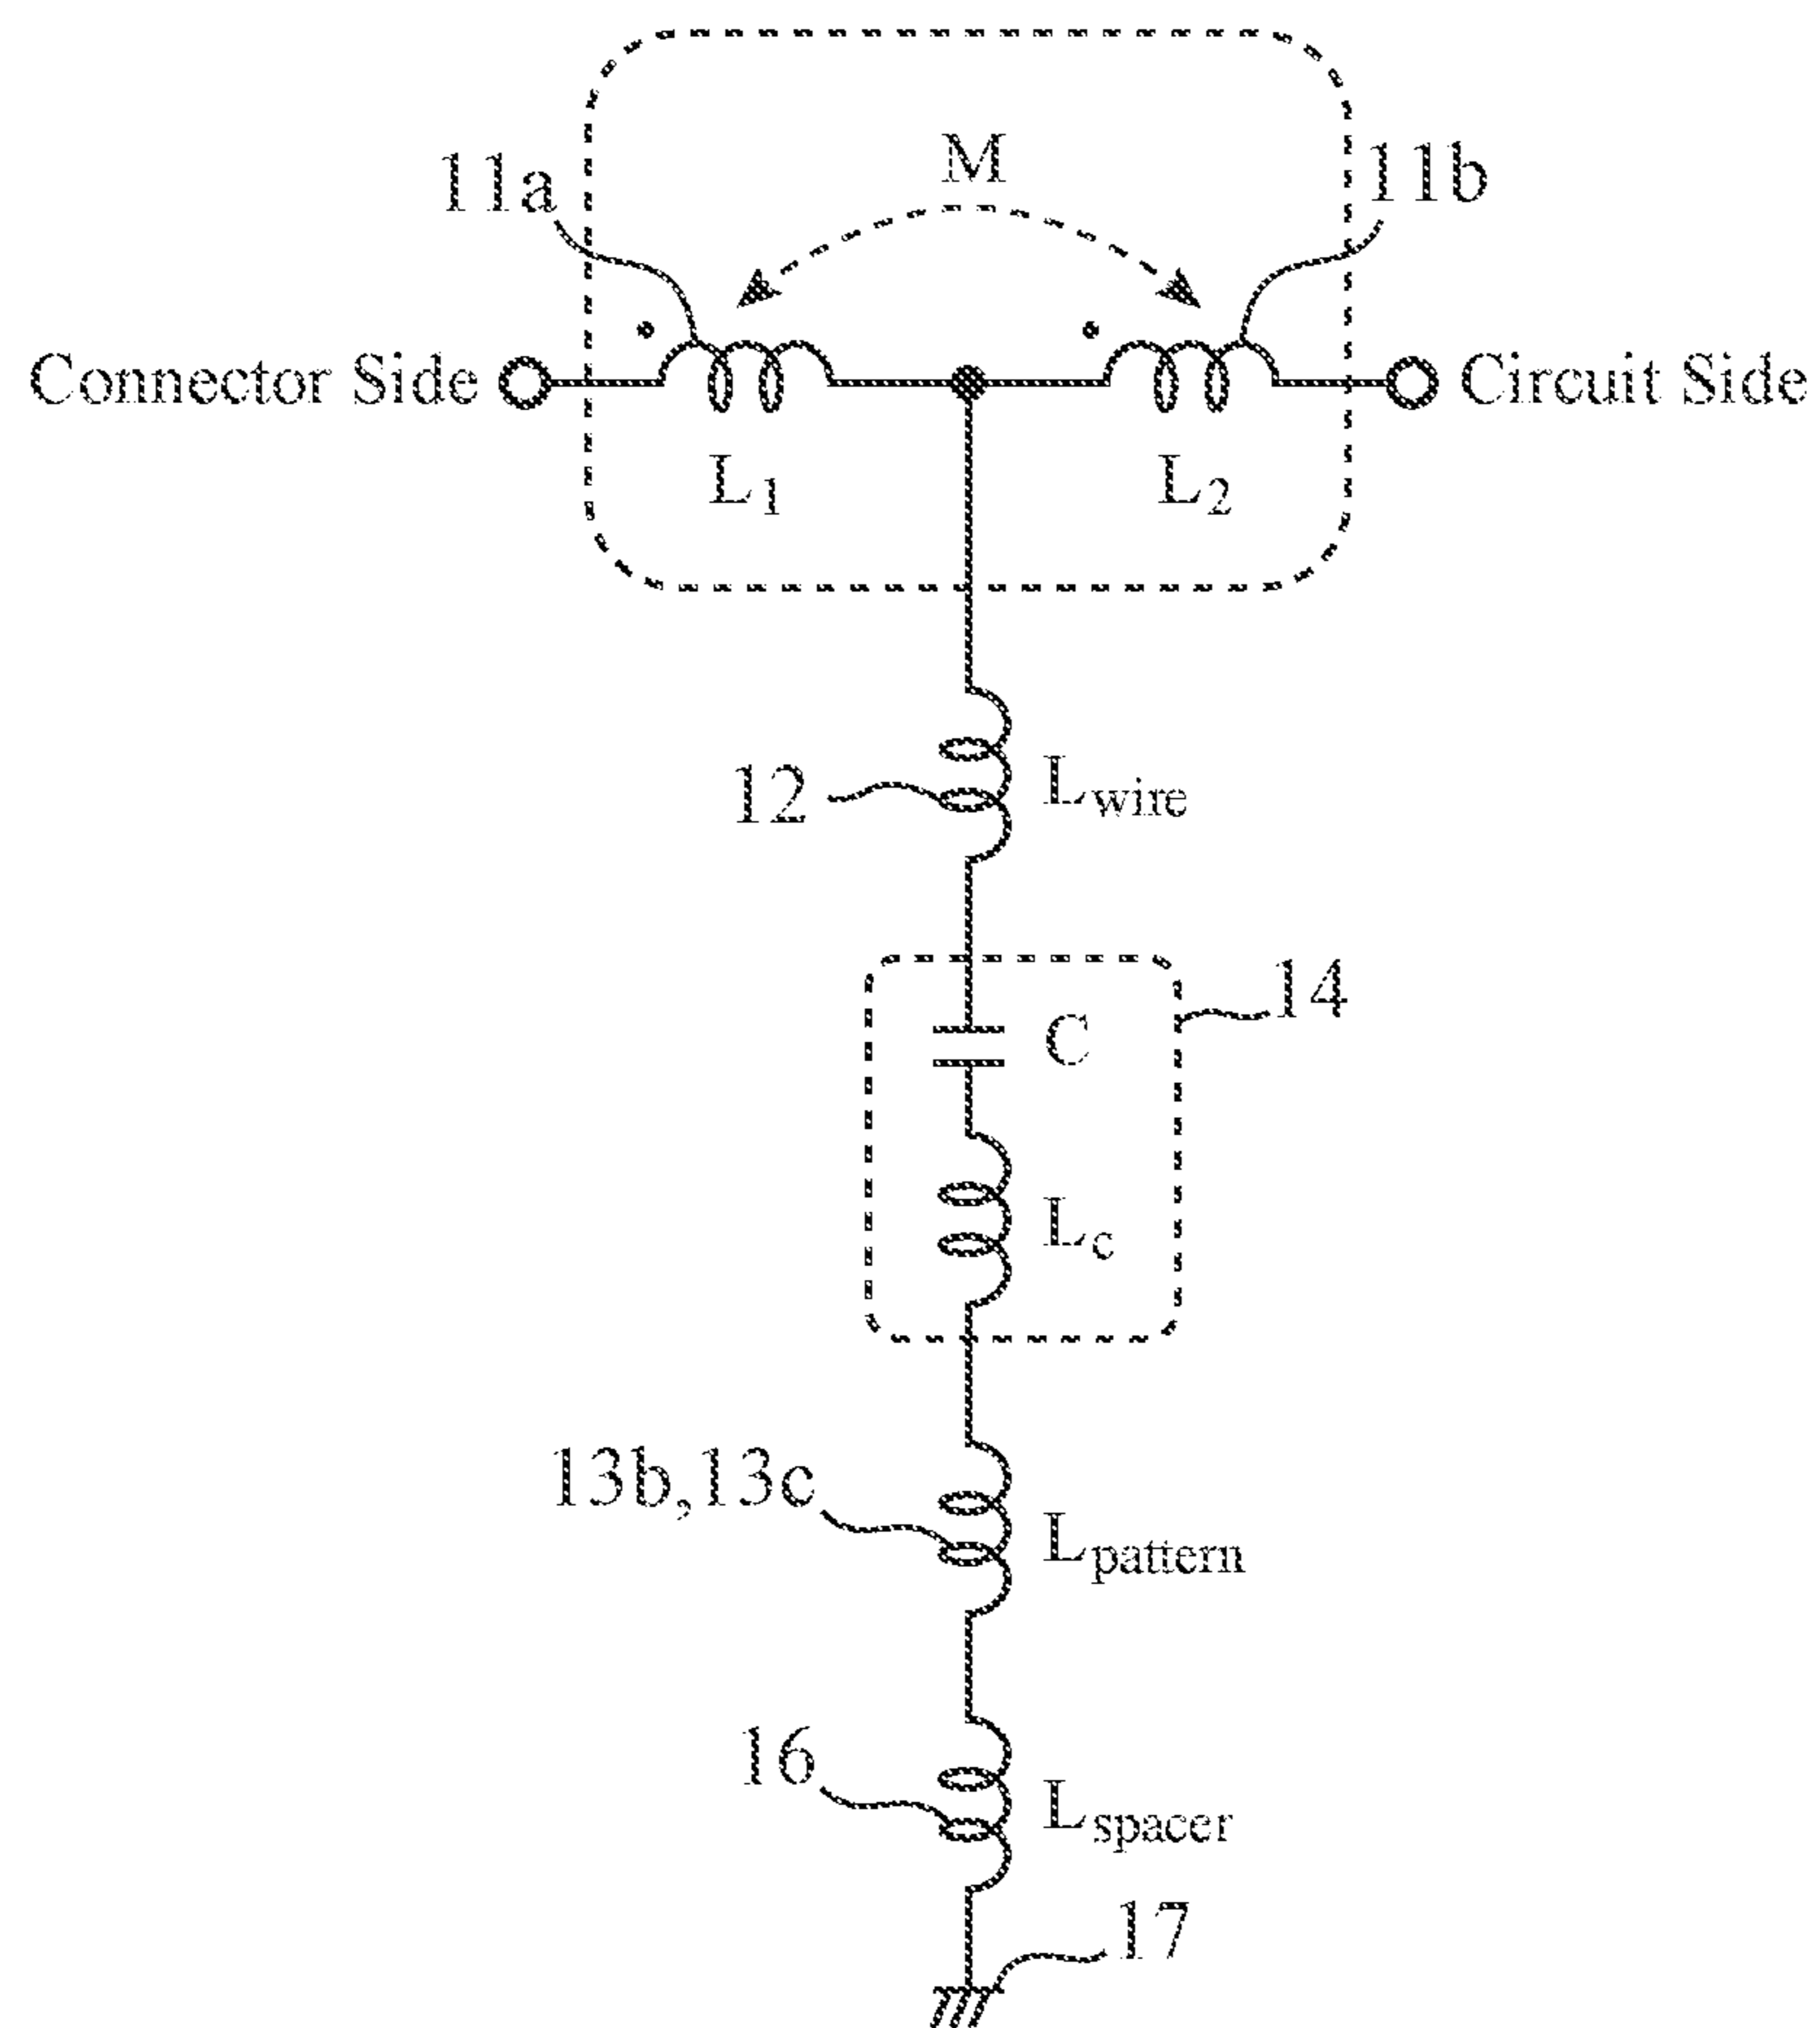 M
11a
11b
Connector Side
Circuit Side
L1
L2
12
Lwire
14
C
Lc
13b,13c
Lpattern
16
Lspacer
17